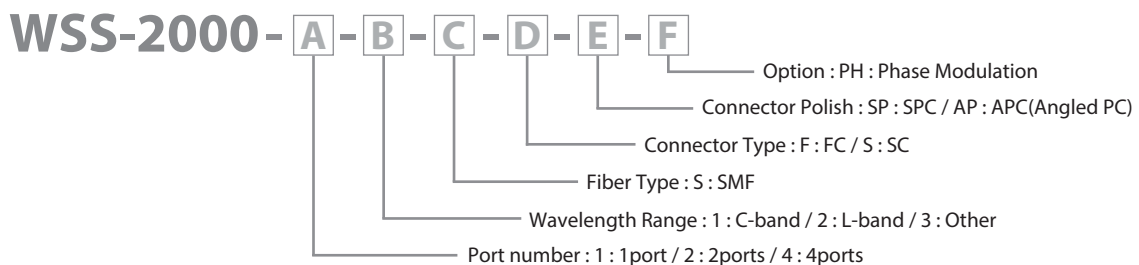 WSS-2000-A-B-C-D-E-F
Option : PH : Phase Modulation
Connector Polish : SP : SPC / AP : APC(Angled PC)
Connector Type : F : FC / S : SC
Fiber Type : S : SMF
Wavelength Range : 1 : C-band / 2 : L-band / 3 : Other
Port number : 1 : 1port / 2 : 2ports / 4 : 4ports